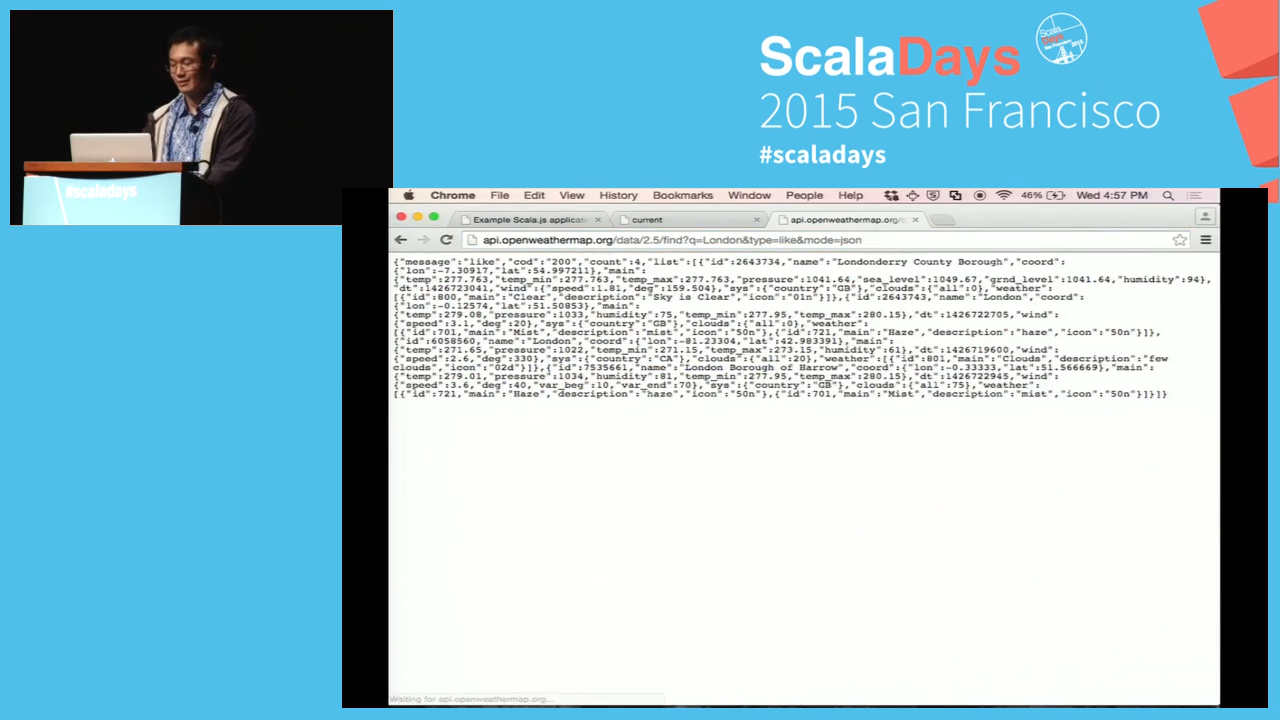 ScalaDays
2015 San Francisco
#scaladays
#scaladays
Chrome File Edit View History Bookmarks Window People Help 46% Wed 4:57 PM
Example Scala.js applicati
current
api.openweathermap.org/
api.openweathermap.org/data/2.5/find?q=London&type=like&mode=json
{"message":"like","cod":"200","count":4,"list":[{"id":2643734,"name":"Londonderry County Borough","coord":
{"lon":-7.30917,"lat":54.997211},"main":
{"temp":277.763,"temp_min":277.763,"temp_max":277.763,"pressure":1041.64,"sea_level":1049.67,"grnd_level":1041.64,"humidity":94},
"dt":1426723041,"wind":{"speed":1.81,"deg":159.504},"sys":{"country":"GB"},"clouds":{"all":0},"weather":
[{"id":800,"main":"Clear","description":"Sky is Clear","icon":"01n"}]},{"id":2643743,"name":"London","coord":
{"lon":-0.12574,"lat":51.50853},"main":
{"temp":279.08,"pressure":1033,"humidity":75,"temp_min":277.95,"temp_max":280.15},"dt":1426722705,"wind":
{"speed":3.1,"deg":20},"sys":{"country":"GB"},"clouds":{"all":0},"weather":
[{"id":701,"main":"Mist","description":"mist","icon":"50n"},{"id":721,"main":"Haze","description":"haze","icon":"50n"}]},
{"id":6058560,"name":"London","coord":{"lon":-81.23304,"lat":42.983391},"main":
{"temp":271.65,"pressure":1022,"temp_min":271.15,"temp_max":273.15,"humidity":61},"dt":1426719600,"wind":
{"speed":2.6,"deg":330},"sys":{"country":"CA"},"clouds":{"all":20},"weather":[{"id":801,"main":"Clouds","description":"few
clouds","icon":"02d"}]},{"id":7535661,"name":"London Borough of Harrow","coord":{"lon":-0.33333,"lat":51.566669},"main":
{"temp":279.01,"pressure":1034,"humidity":81,"temp_min":277.95,"temp_max":280.15},"dt":1426722945,"wind":
{"speed":3.6,"deg":40,"var_beg":10,"var_end":70},"sys":{"country":"GB"},"clouds":{"all":75},"weather":
[{"id":721,"main":"Haze","description":"haze","icon":"50n"},{"id":701,"main":"Mist","description":"mist","icon":"50n"}]}]}
Waiting for api.openweathermap.org...